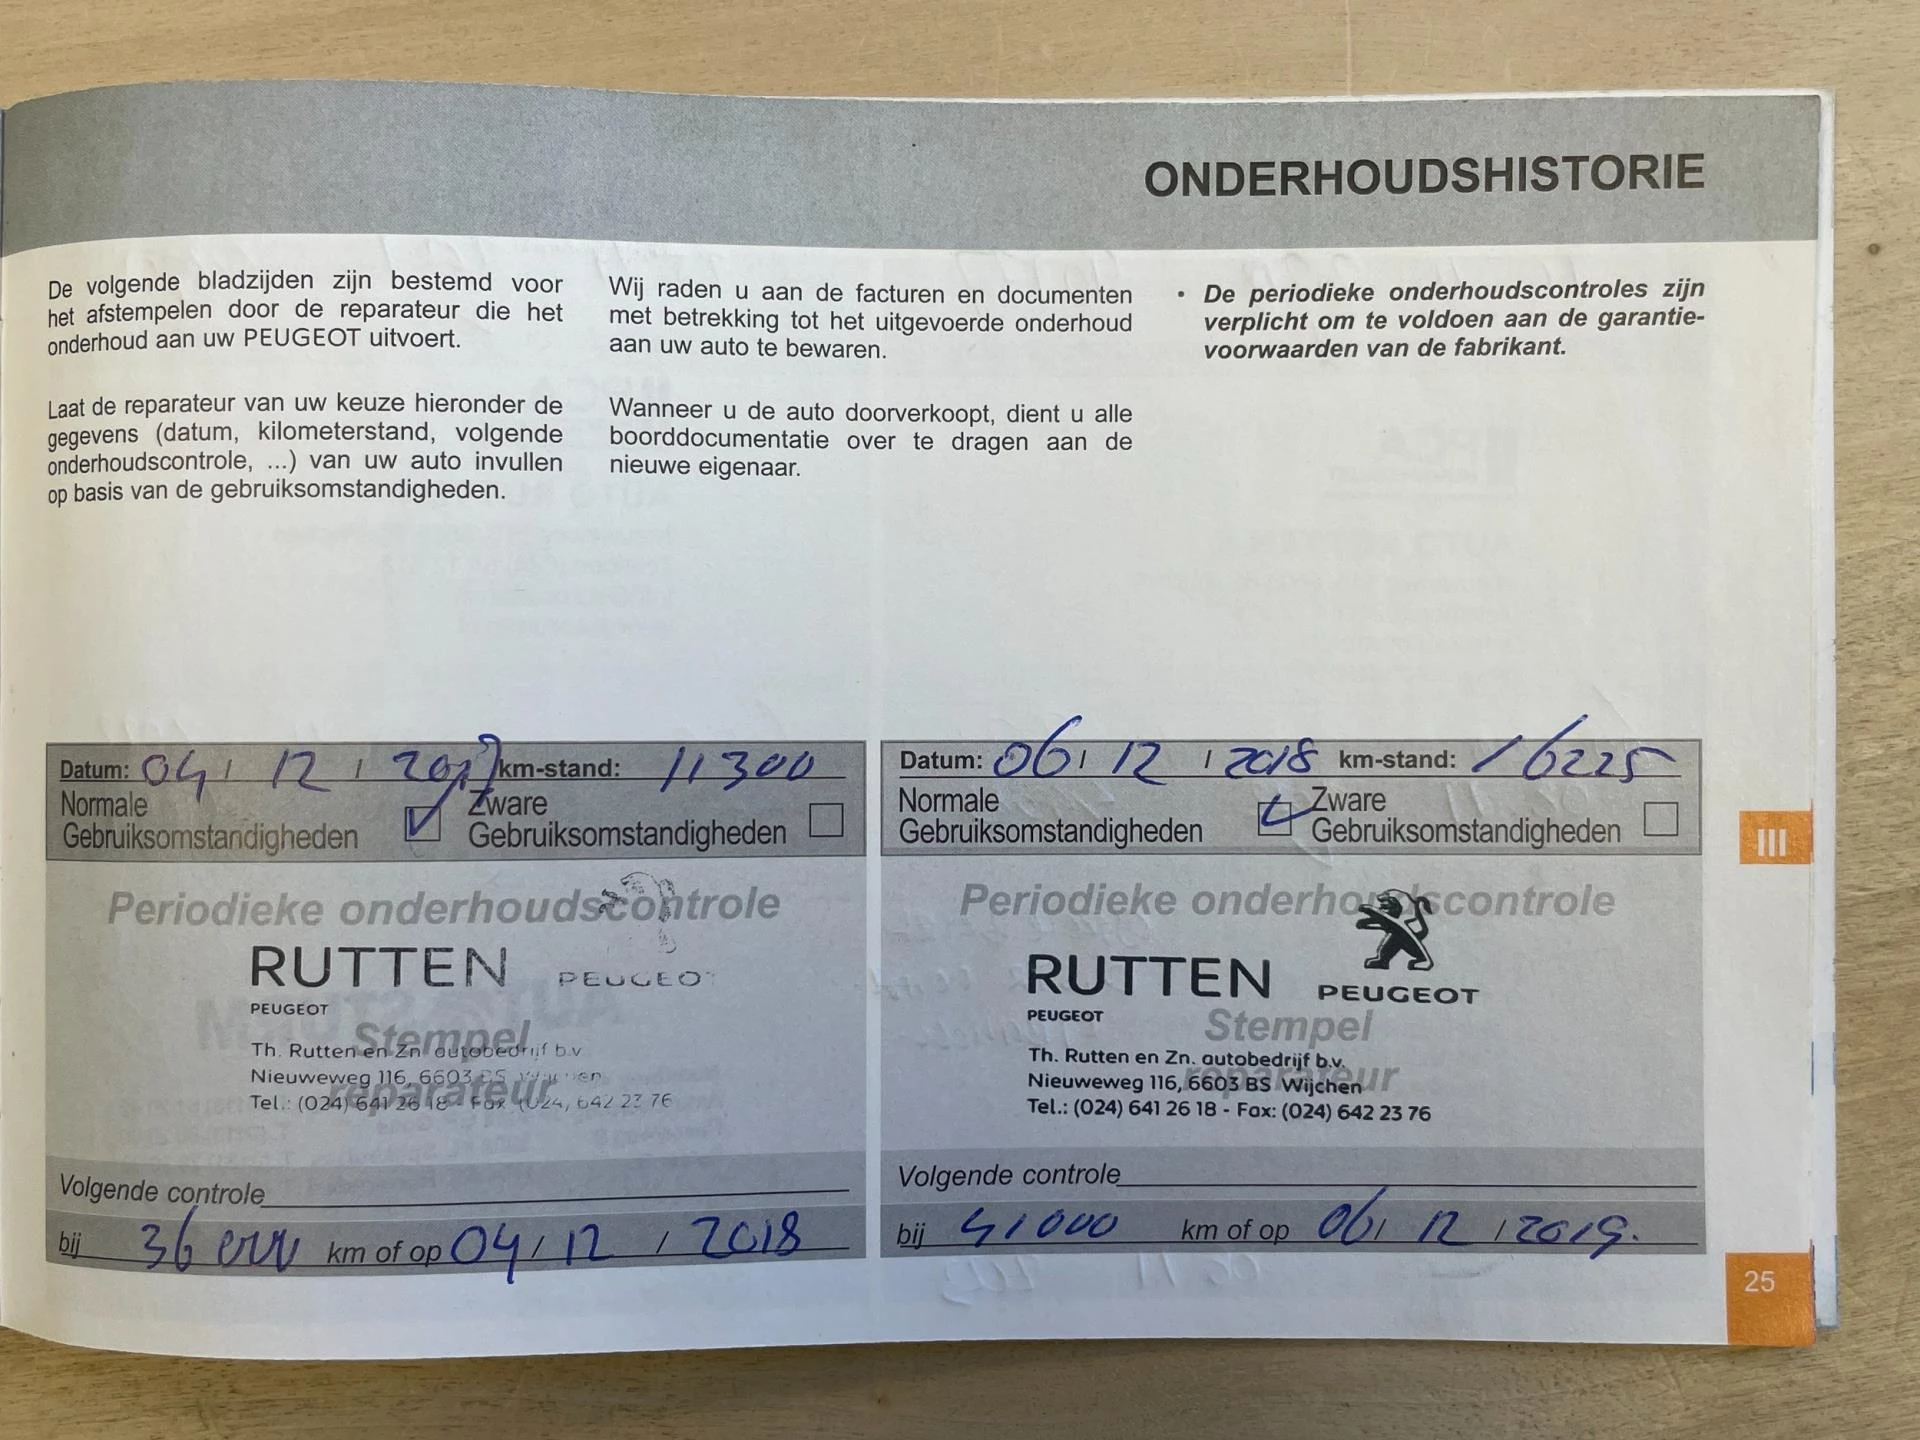 ONDERHOUDSHISTORIE
De volgende bladzijden zijn bestemd voor
het afstempelen door de reparateur die het
onderhoud aan uw PEUGEOT uitvoert.
Laat de reparateur van uw keuze hieronder de
gegevens (datum, kilometerstand, volgende
onderhoudscontrole, ...) van uw auto invullen
op basis van de gebruiksomstandigheden.
Wij raden u aan de facturen en documenten
met betrekking tot het uitgevoerde onderhoud
aan uw auto te bewaren.
Wanneer u de auto doorverkoopt, dient u alle
boorddocumentatie over te dragen aan de
nieuwe eigenaar.
• De periodieke onderhoudscontroles zijn
verplicht om te voldoen aan de garantie-
voorwaarden van de fabrikant.
Datum: 04 / 12 / 2017 km-stand: 11300
Normale
Gebruiksomstandigheden
Zware
Gebruiksomstandigheden
Periodieke onderhoudscontrole
RUTTEN PEUGEOT
PEUGEOT
Stempel
Th. Rutten en Zn autobedrijf b.v.
Nieuweweg 116, 6603 BS Wijchen
reparateur
Tel.: (024) 641 26 18 - Fax (024) 642 23 76
Volgende controle
bij 36 km of op 04 / 12 / 2018
Datum: 06 / 12 / 2018 km-stand: 16225
Normale
Gebruiksomstandigheden
Zware
Gebruiksomstandigheden
Periodieke onderhoudscontrole
RUTTEN PEUGEOT
PEUGEOT
Stempel
Th. Rutten en Zn. autobedrijf b.v.
reparateur
Nieuweweg 116, 6603 BS Wijchen
Tel.: (024) 641 26 18 - Fax: (024) 642 23 76
Volgende controle
bij 41000 km of op 06 / 12 / 2019.
III
25